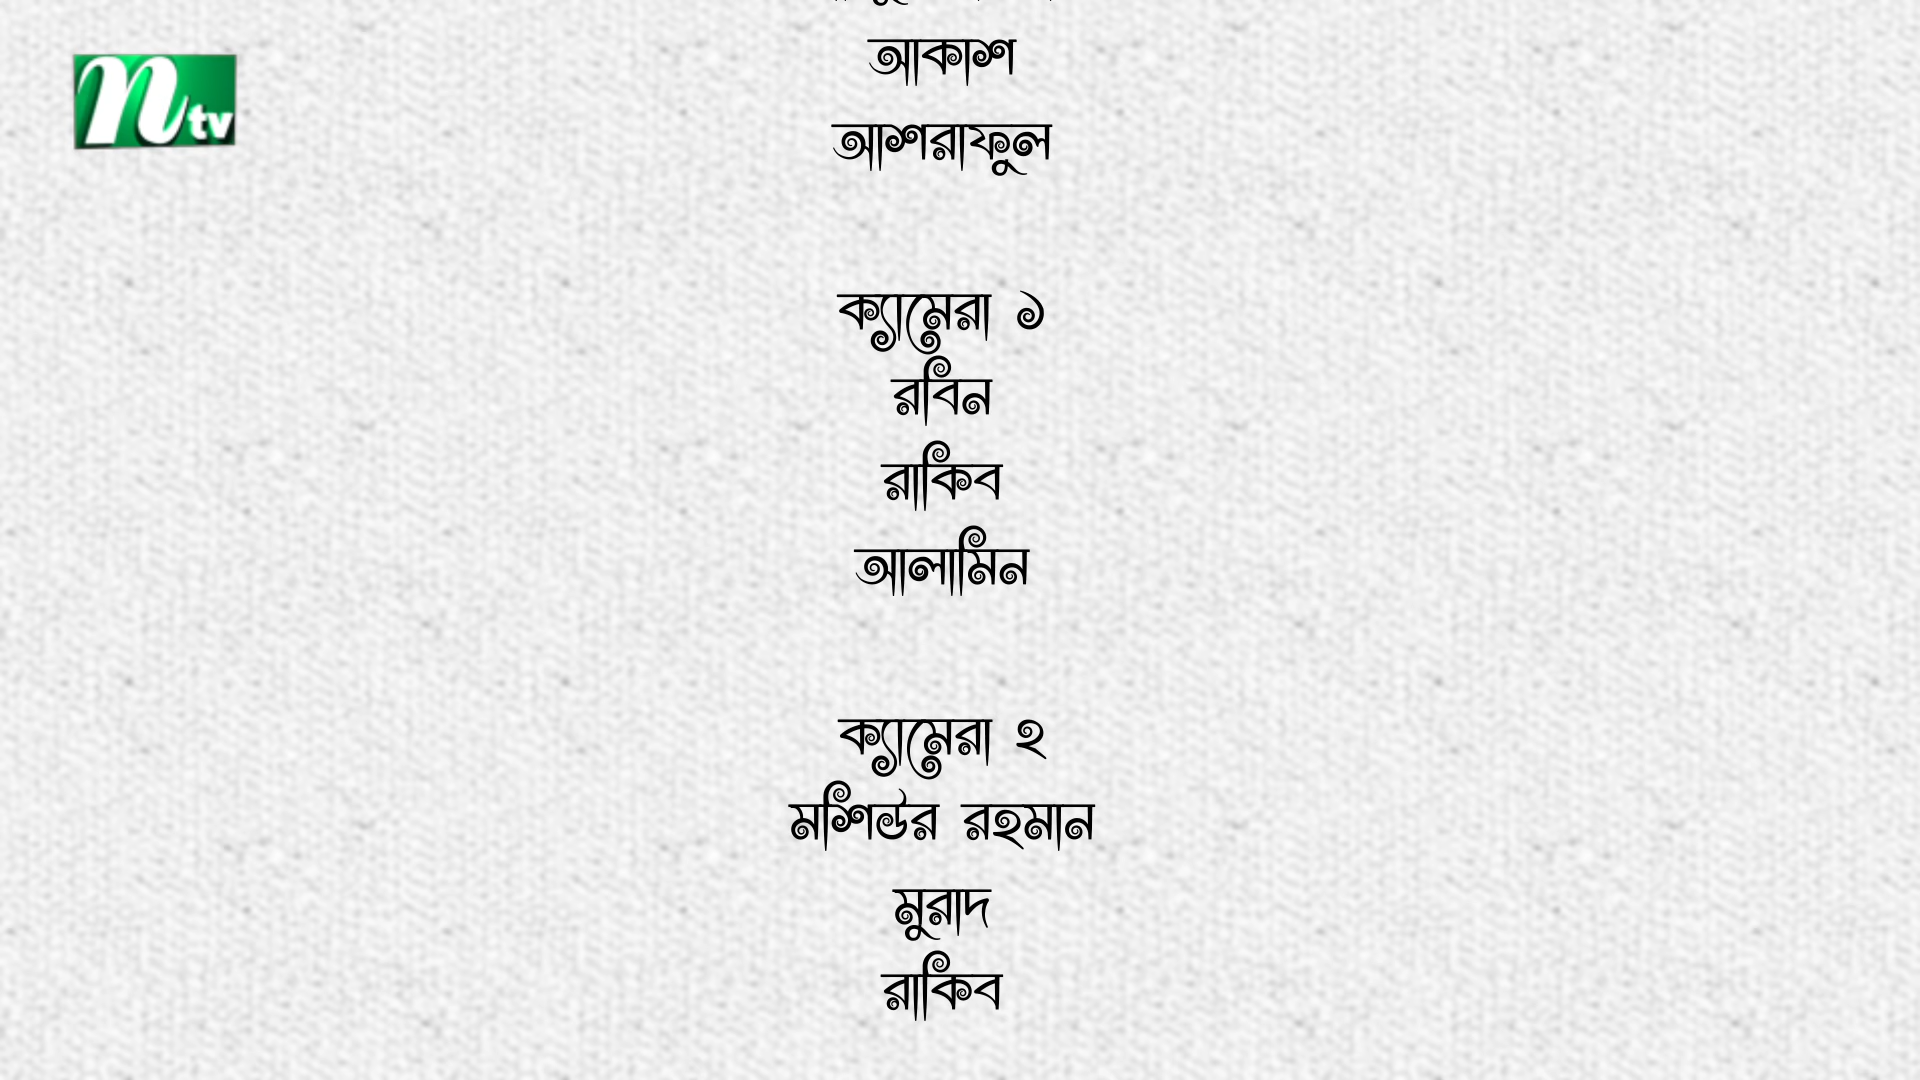 ntv
আকাশ
আশরাফুল
ক্যামেরা ১
রবিন
রাকিব
আলামিন
ক্যামেরা ২
মশিউর রহমান
মুরাদ
রাকিব